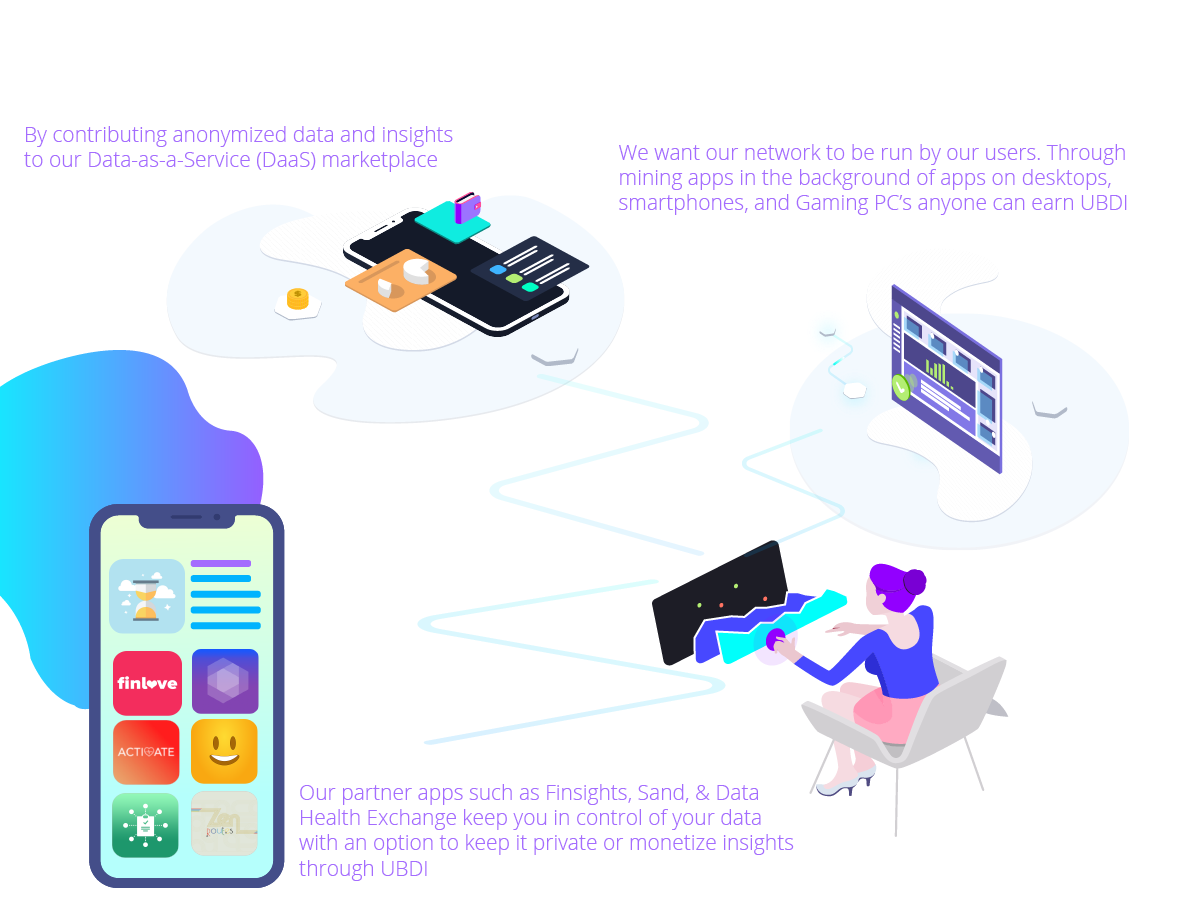 By contributing anonymized data and insights
to our Data-as-a-Service (DaaS) marketplace
We want our network to be run by our users. Through
mining apps in the background of apps on desktops,
smartphones, and Gaming PC's anyone can earn UBDI
finlove
ACTIVATE
Zen
goules
Our partner apps such as Finsights, Sand, & Data
Health Exchange keep you in control of your data
with an option to keep it private or monetize insights
through UBDI